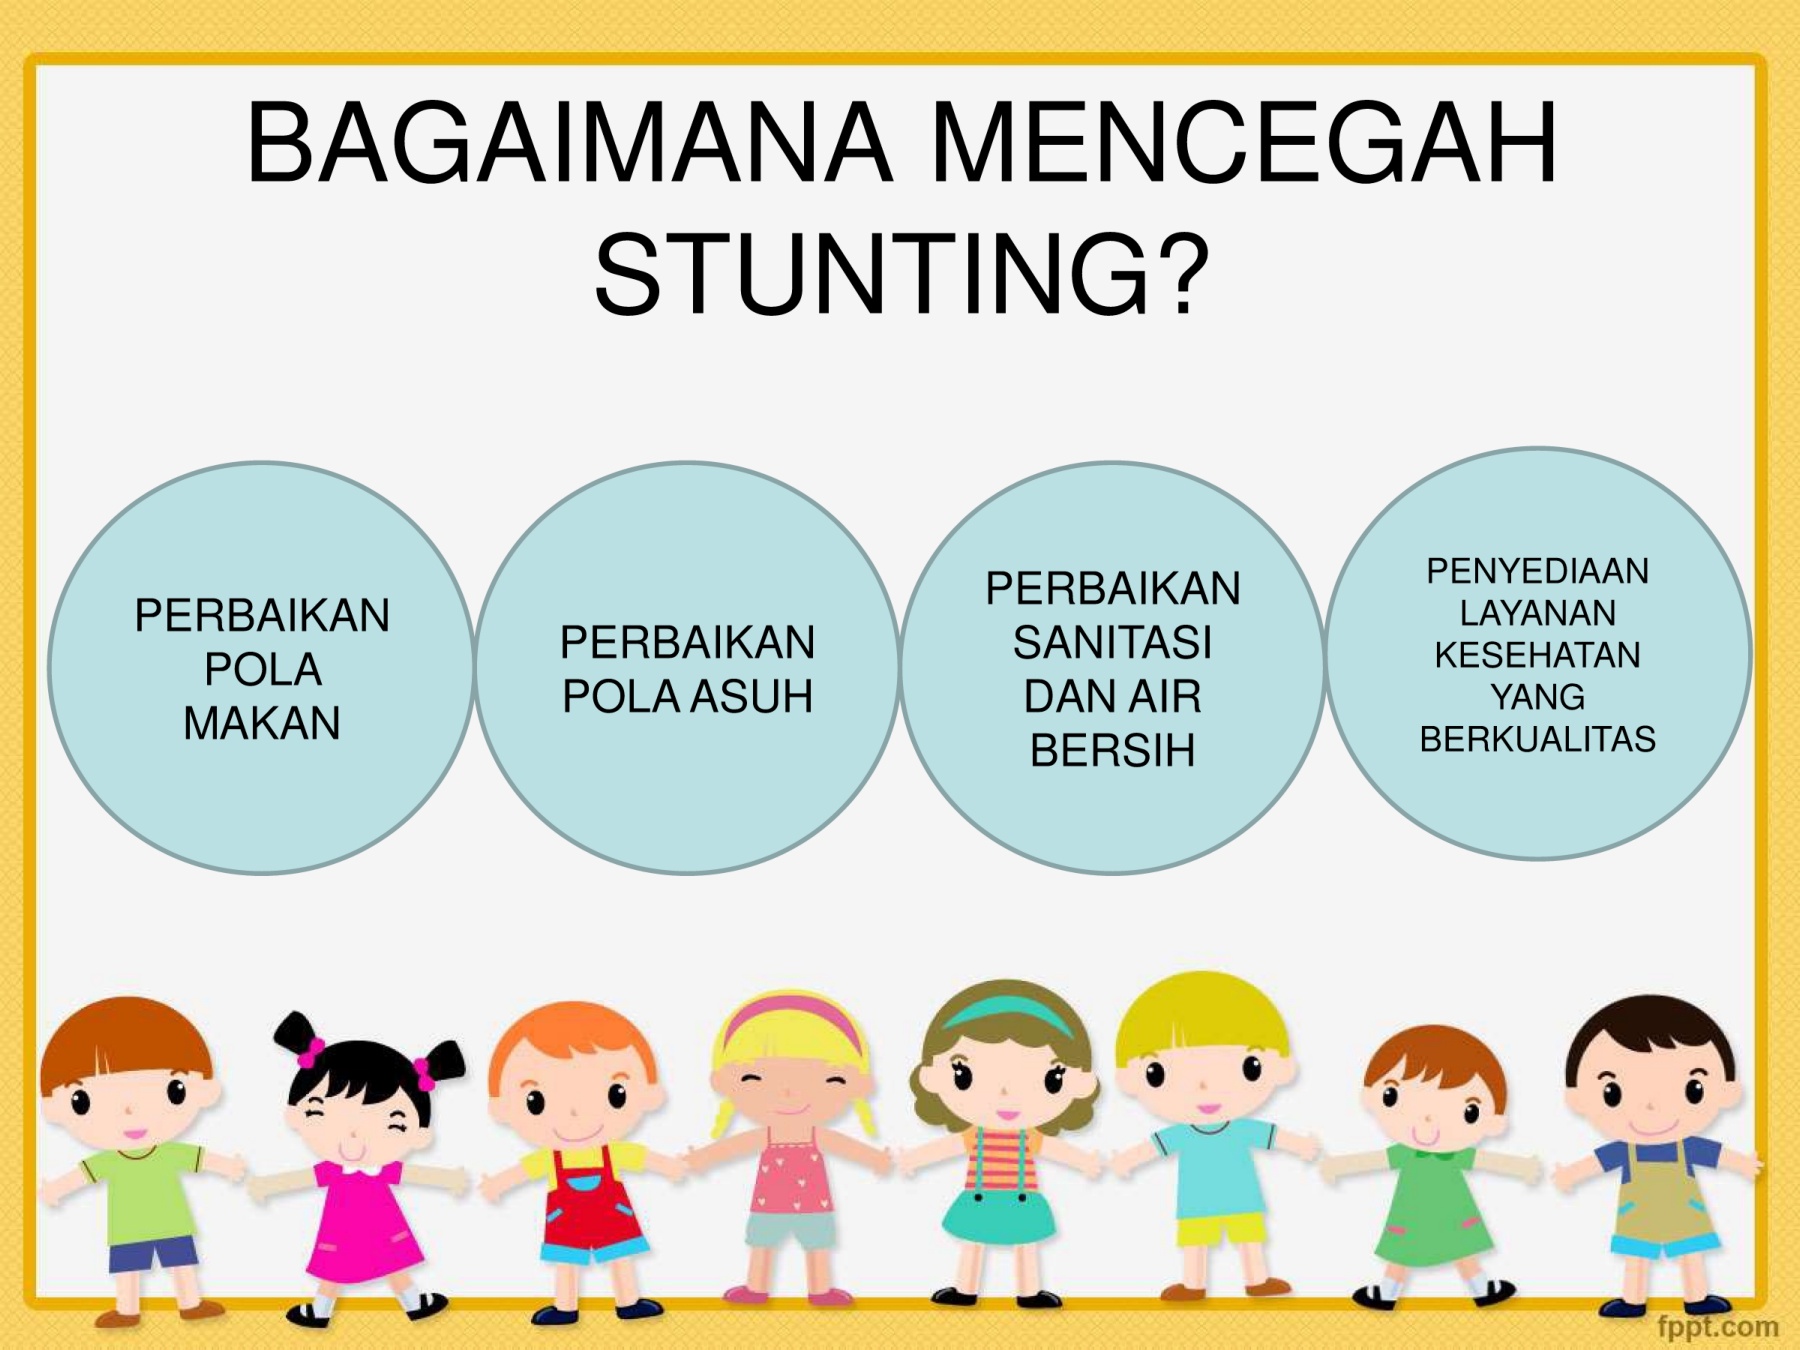 BAGAIMANA MENCEGAH
STUNTING?
PERBAIKAN
POLA
MAKAN
PERBAIKAN
POLA ASUH
PERBAIKAN
SANITASI
DAN AIR
BERSIH
PENYEDIAAN
LAYANAN
KESEHATAN
YANG
BERKUALITAS
fppt.com